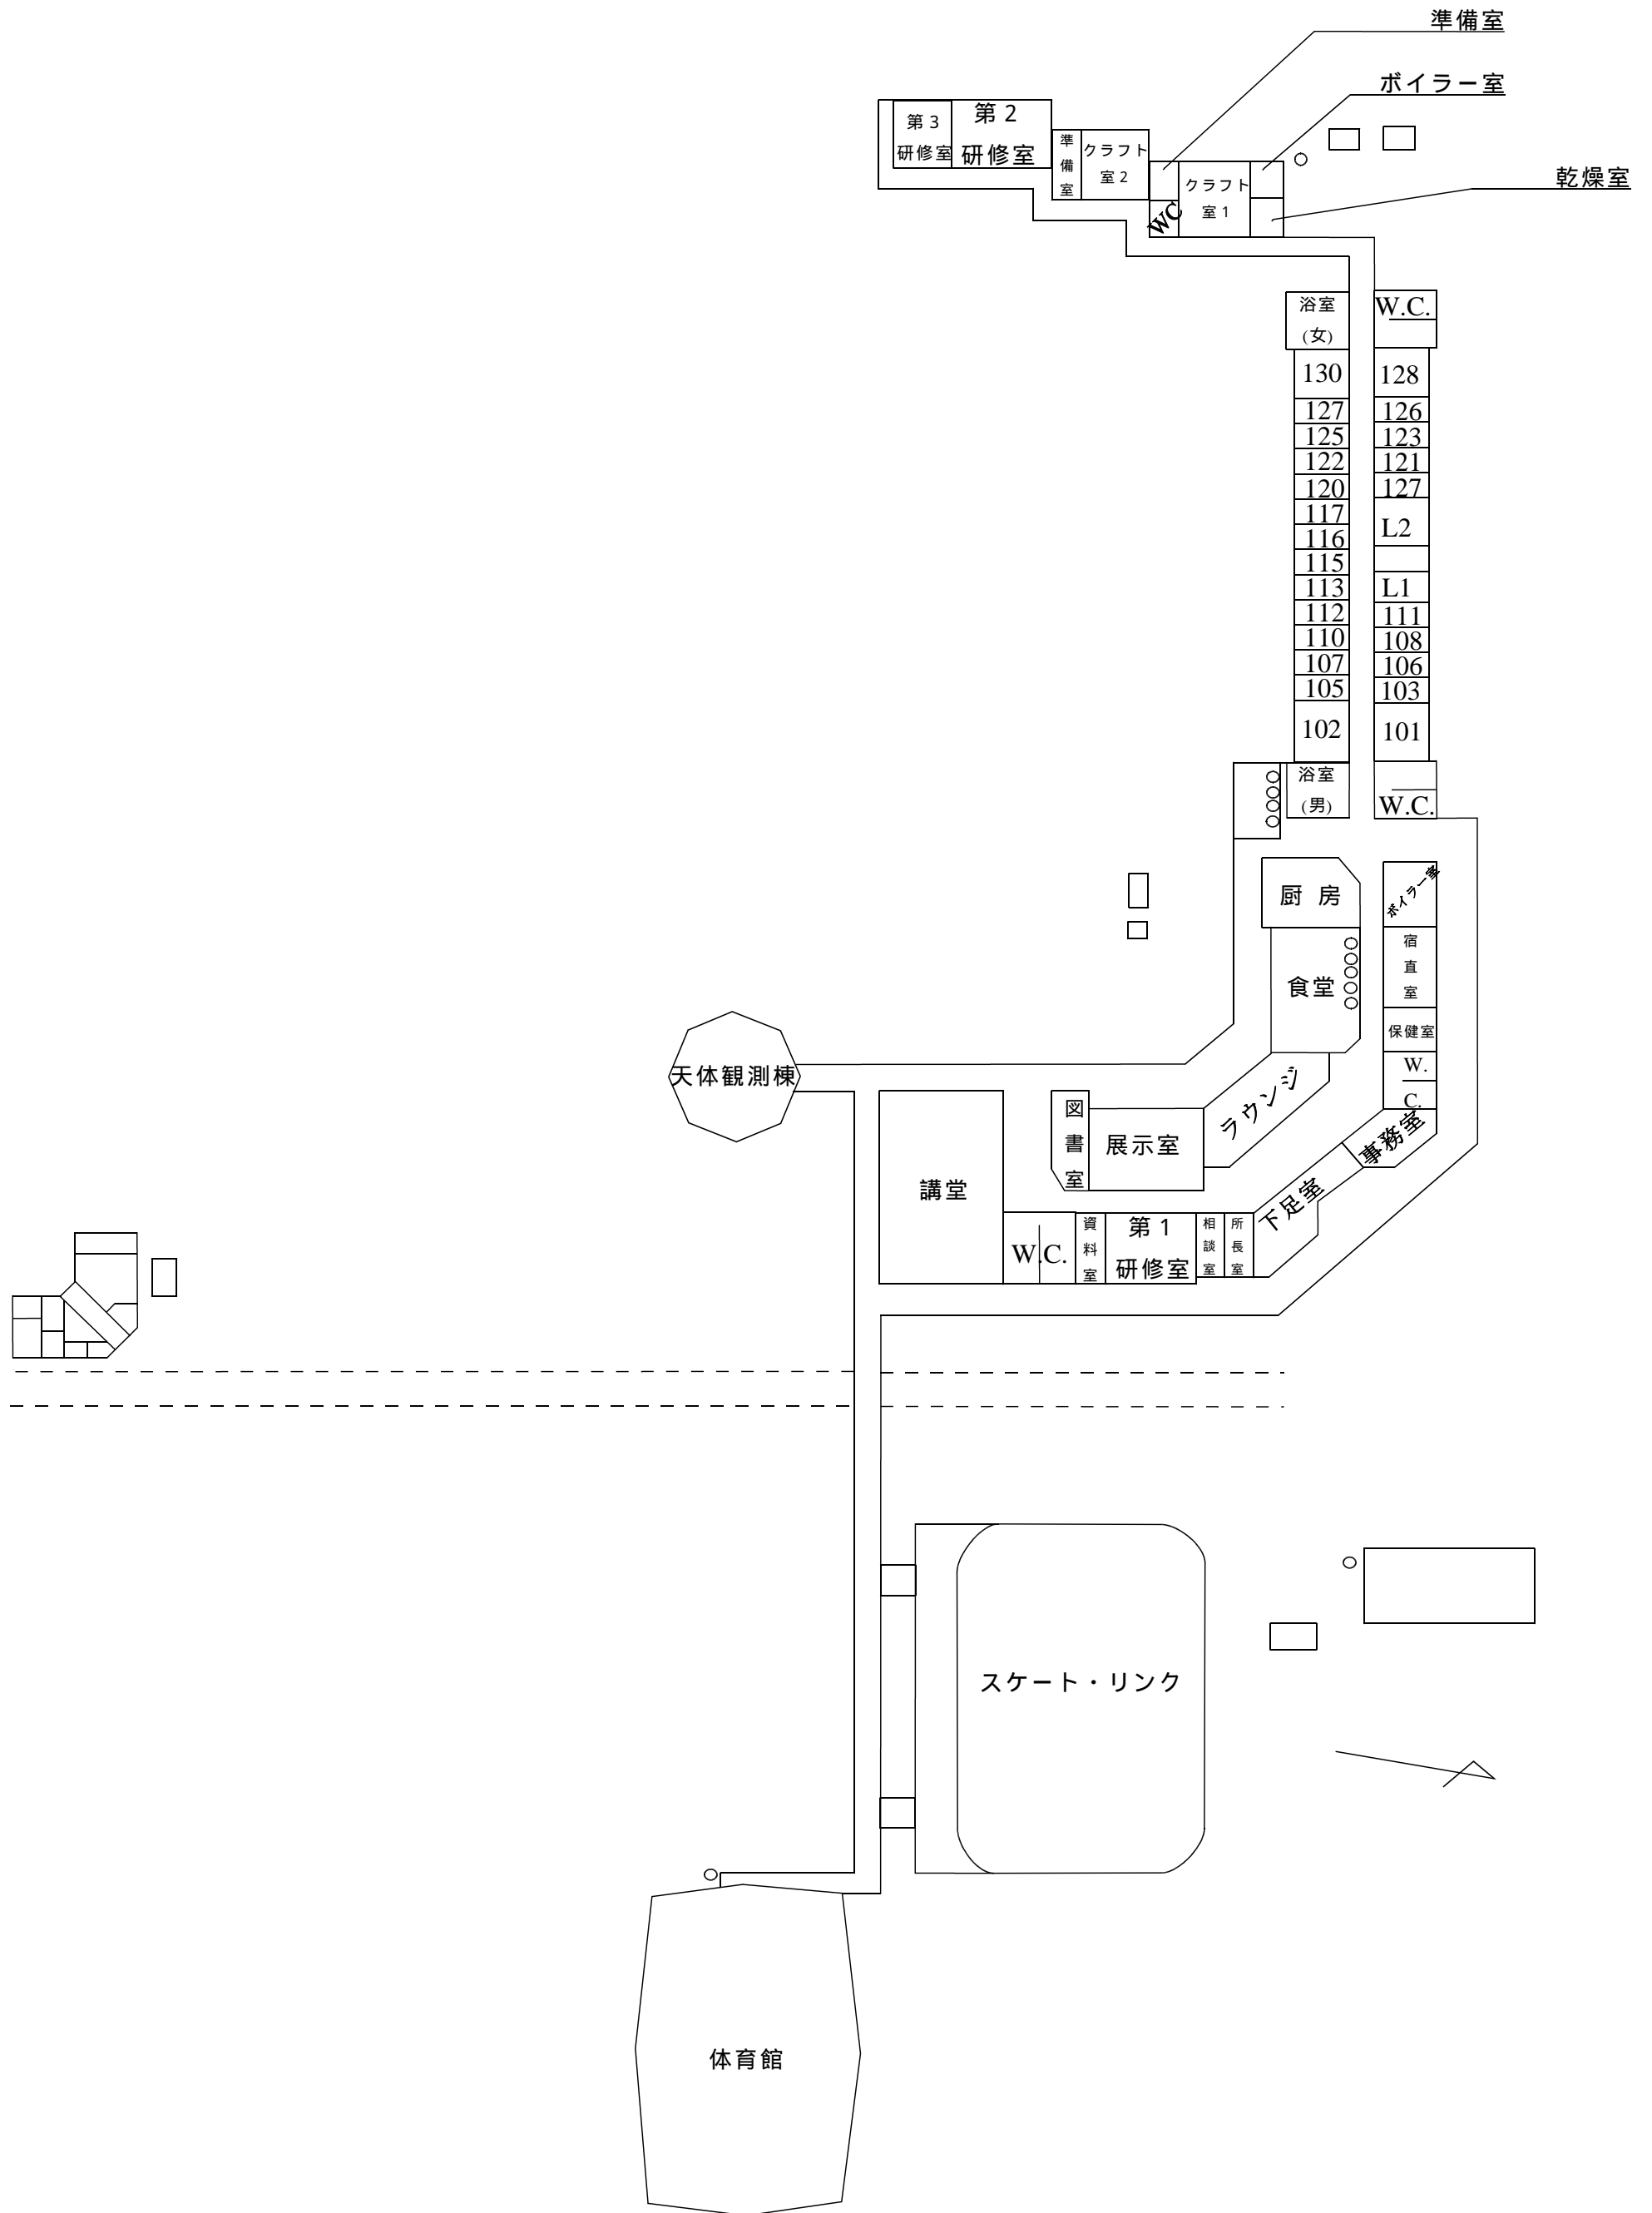 準備室
ボイラー室
第3
研修室
第2
研修室
準
備
室
クラフト
室2
クラフト
室1
WC
乾燥室
浴室
(女)
W.C.
130
128
127
126
125
123
122
121
120
127
117
L2
116
115
113
L1
112
111
110
108
107
106
105
103
102
101
浴室
(男)
W.C.
厨 房
ボイラー室
宿
直
室
食堂
保健室
W.
C.
天体観測棟
ラウンジ
図
書
室
展示室
事務室
講堂
下足室
W.C.
資
料
室
第1
研修室
相
談
室
所
長
室
スケート・リンク
体育館